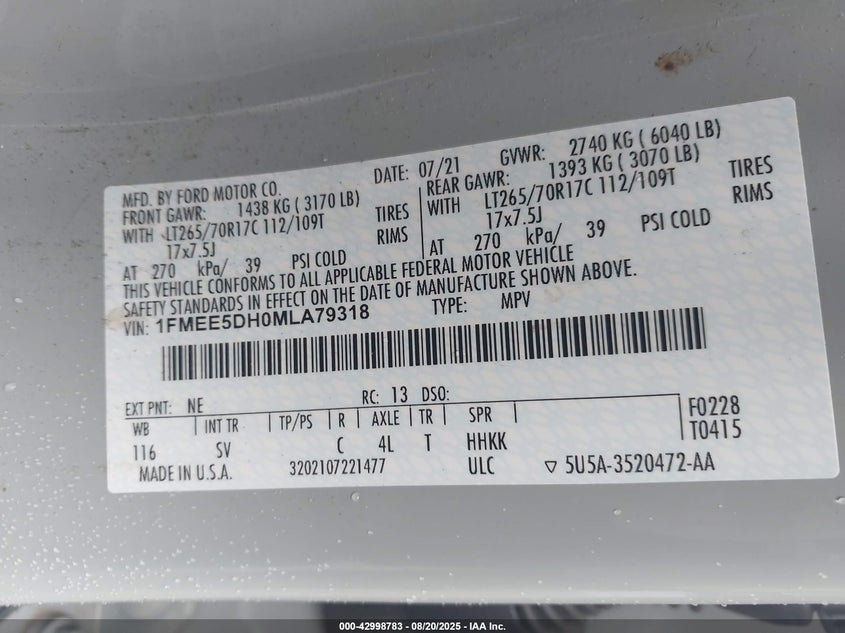 MFD. BY FORD MOTOR CO.
DATE: 07/21
GVWR: 2740 KG ( 6040 LB)
FRONT GAWR: 1438 KG ( 3170 LB)
REAR GAWR: 1393 KG ( 3070 LB)
WITH LT265/70R17C 112/109T TIRES
WITH LT265/70R17C 112/109T TIRES
17x7.5J RIMS
17x7.5J RIMS
AT 270 kPa/ 39 PSI COLD
AT 270 kPa/ 39 PSI COLD
THIS VEHICLE CONFORMS TO ALL APPLICABLE FEDERAL MOTOR VEHICLE
SAFETY STANDARDS IN EFFECT ON THE DATE OF MANUFACTURE SHOWN ABOVE.
VIN: 1FMEE5DH0MLA79318 TYPE: MPV
EXT PNT: NE RC: 13 DSO:
WB INT TR TP/PS R AXLE TR SPR F0228
116 SV C 4L T HHKK T0415
MADE IN U.S.A. 3202107221477 ULC ▽ 5U5A-3520472-AA
000-42998783 - 08/20/2025 - IAA Inc.